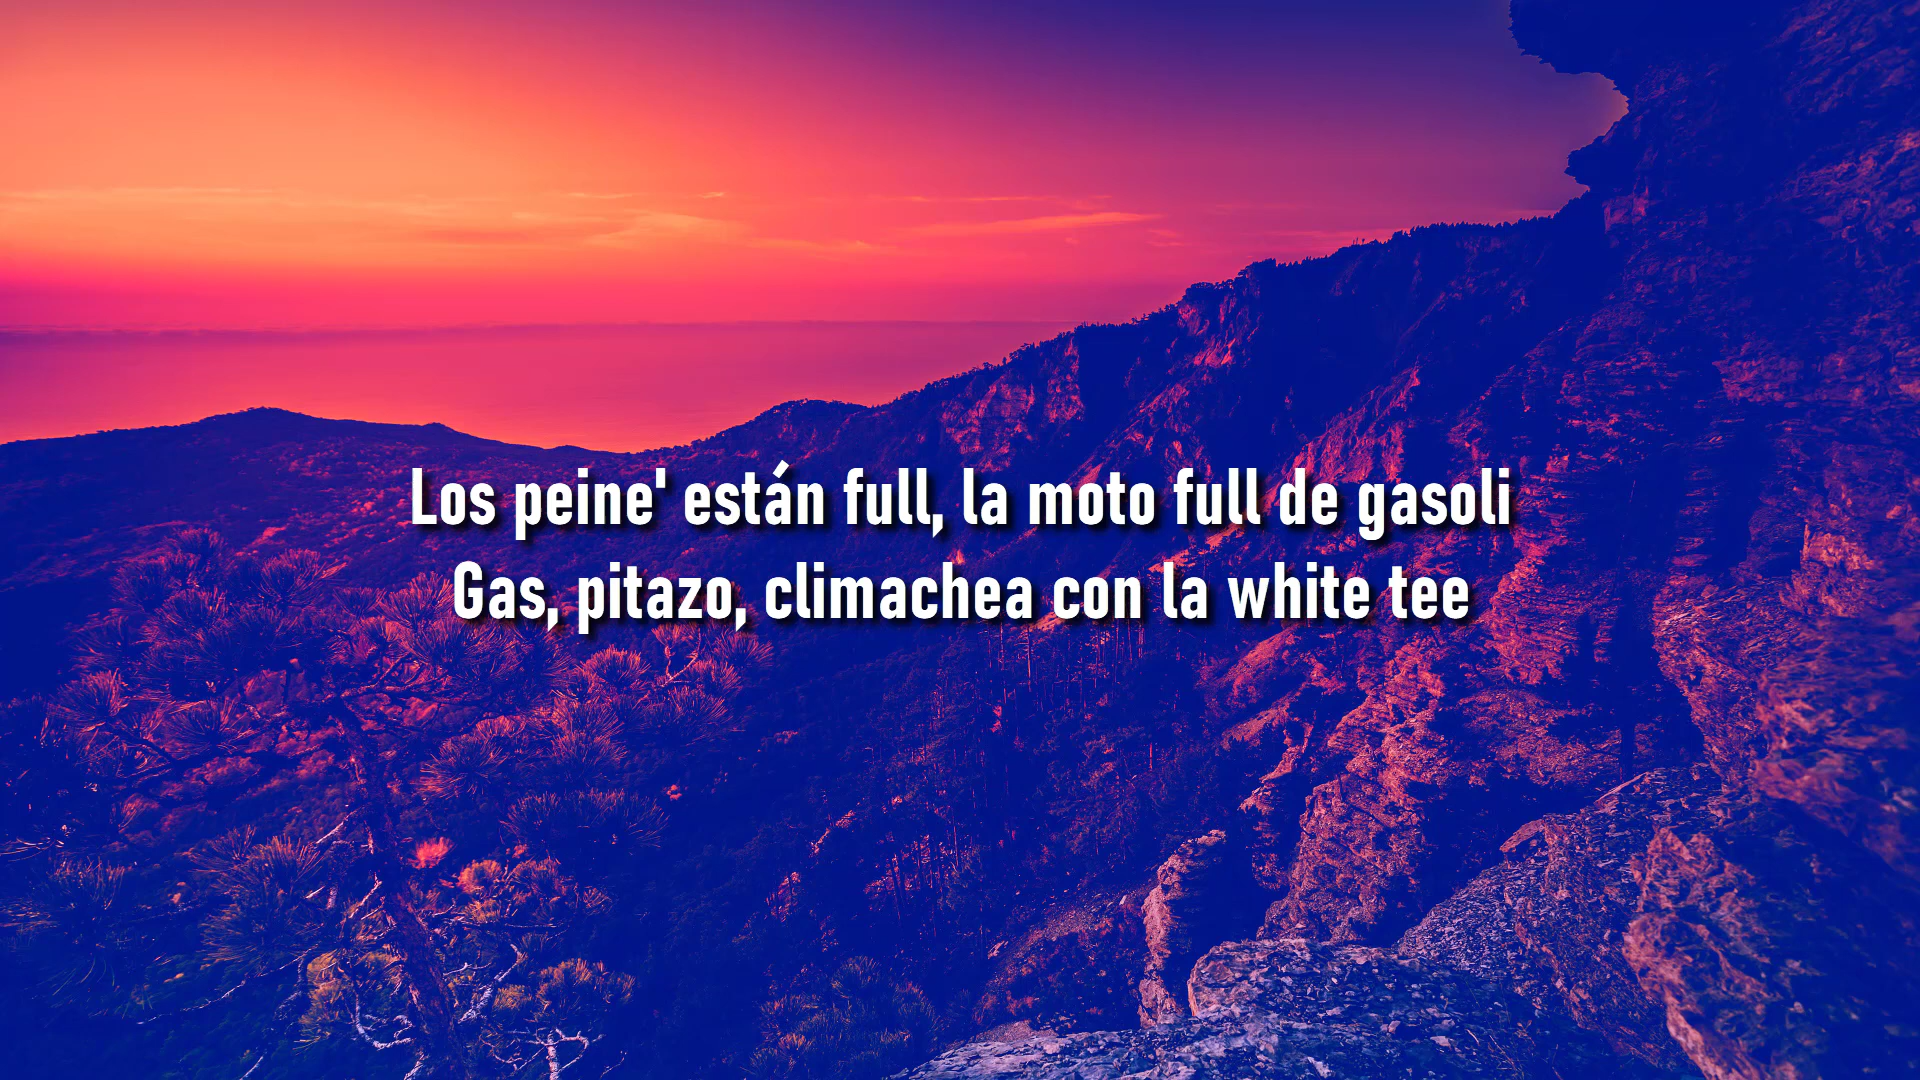 Los peine' están full, la moto full de gasoli
Gas, pitazo, climachea con la white tee